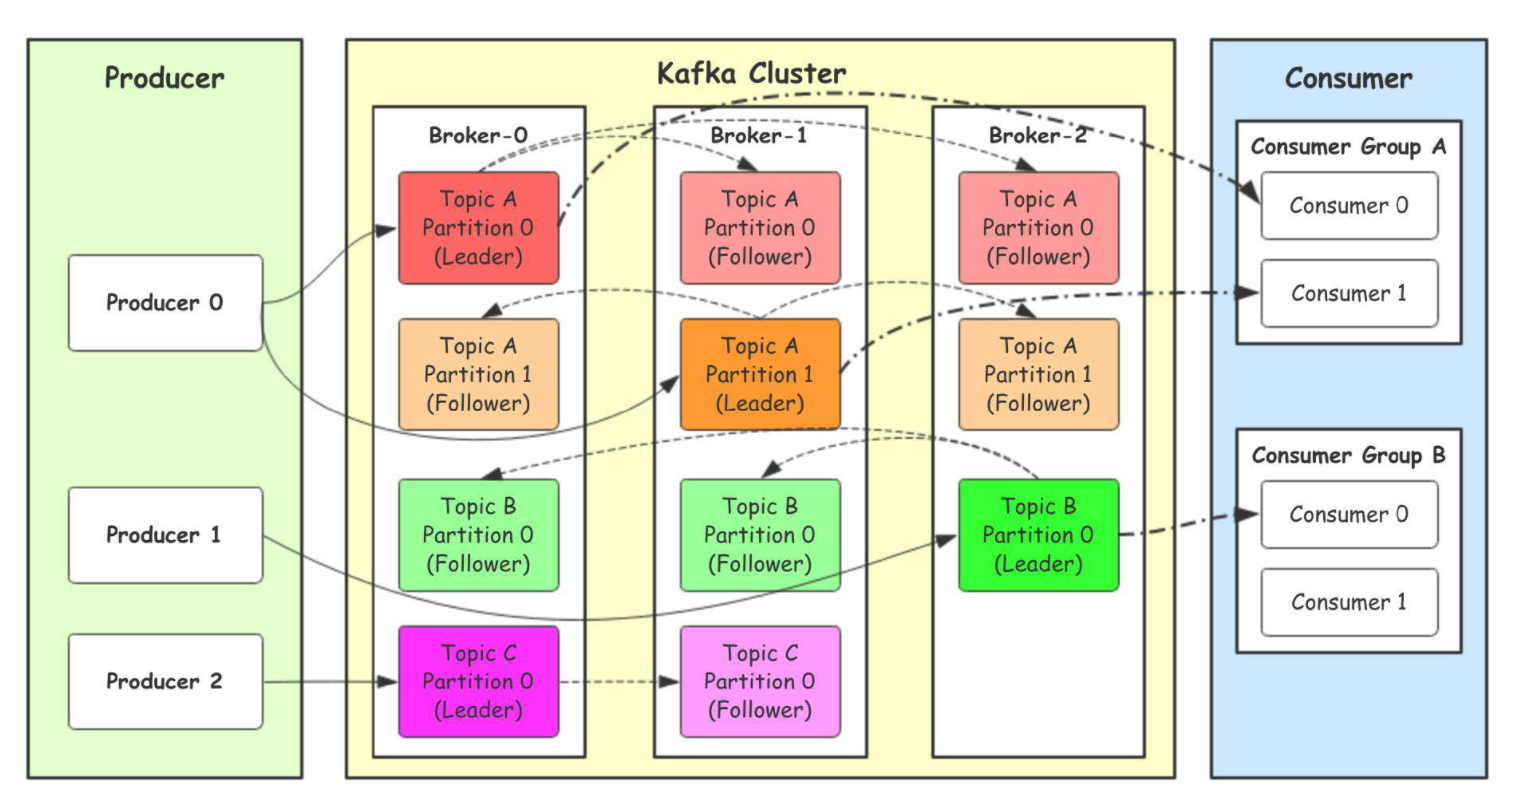 Producer
Producer 0
Producer 1
Producer 2
Kafka Cluster
Broker-0
Topic A
Partition 0
(Leader)
Topic A
Partition 1
(Follower)
Topic B
Partition 0
(Follower)
Topic C
Partition 0
(Leader)
Broker-1
Topic A
Partition 0
(Follower)
Topic A
Partition 1
(Leader)
Topic B
Partition 0
(Follower)
Topic C
Partition 0
(Follower)
Broker-2
Topic A
Partition 0
(Follower)
Topic A
Partition 1
(Follower)
Topic B
Partition 0
(Leader)
Consumer
Consumer Group A
Consumer 0
Consumer 1
Consumer Group B
Consumer 0
Consumer 1